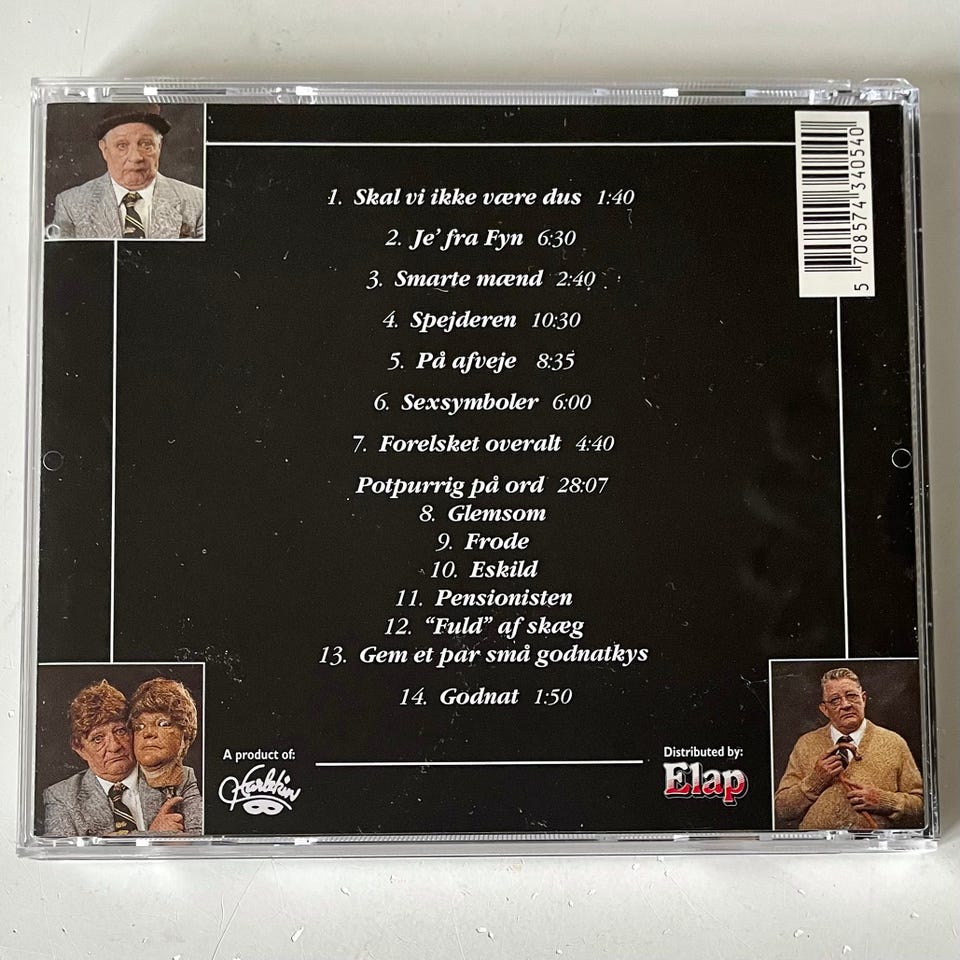 1. Skal vi ikke være dus 1:40
2. Je' fra Fyn 6:30
3. Smarte mænd 2:40
4. Spejderen 10:30
5. På afveje 8:35
6. Sexsymboler 6:00
7. Forelsket overalt 4:40
Potpurrig på ord 28:07
8. Glemsom
9. Frode
10. Eskild
11. Pensionisten
12. “Fuld” af skæg
13. Gem et par små godnatkys
14. Godnat 1:50
A product of:
Harlekin
Distributed by:
Elap
5 708574 340540